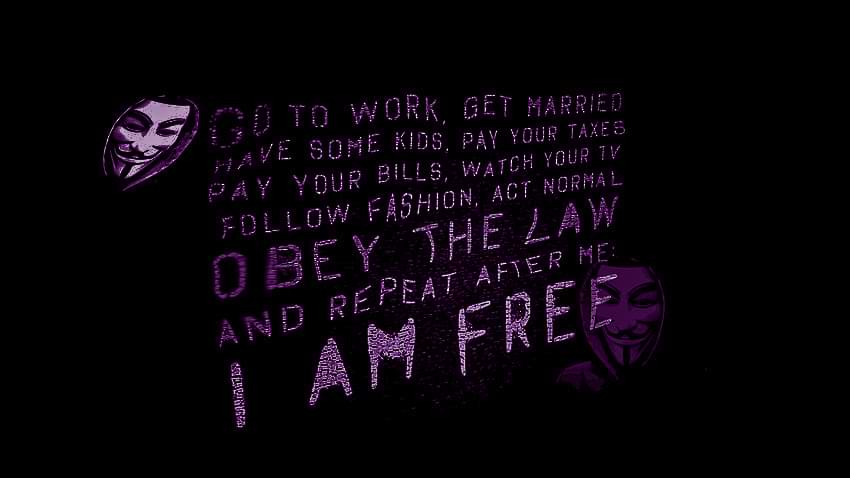 GO TO WORK, GET MARRIED
HAVE SOME KIDS, PAY YOUR TAXES
PAY YOUR BILLS, WATCH YOUR TV
FOLLOW FASHION, ACT NORMAL
OBEY THE LAW
AND REPEAT AFTER ME:
I AM FREE